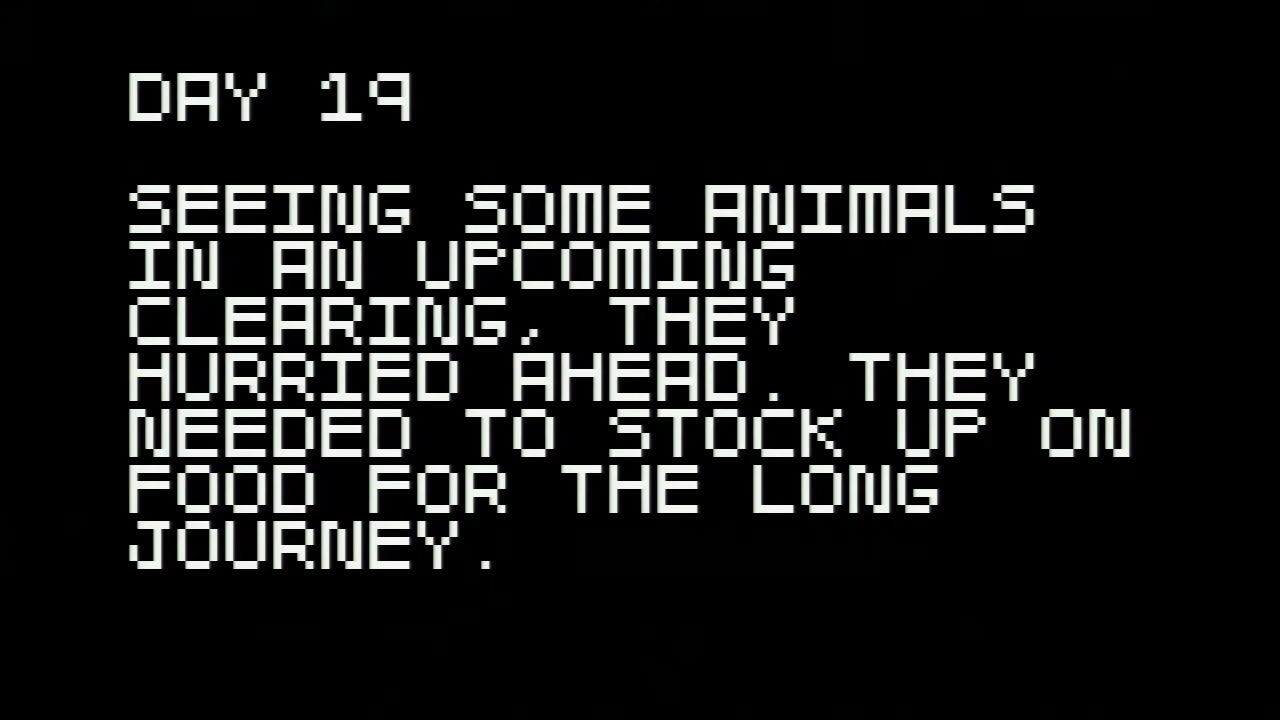 DAY 19
SEEING SOME ANIMALS
IN AN UPCOMING
CLEARING, THEY
HURRIED AHEAD. THEY
NEEDED TO STOCK UP ON
FOOD FOR THE LONG
JOURNEY.